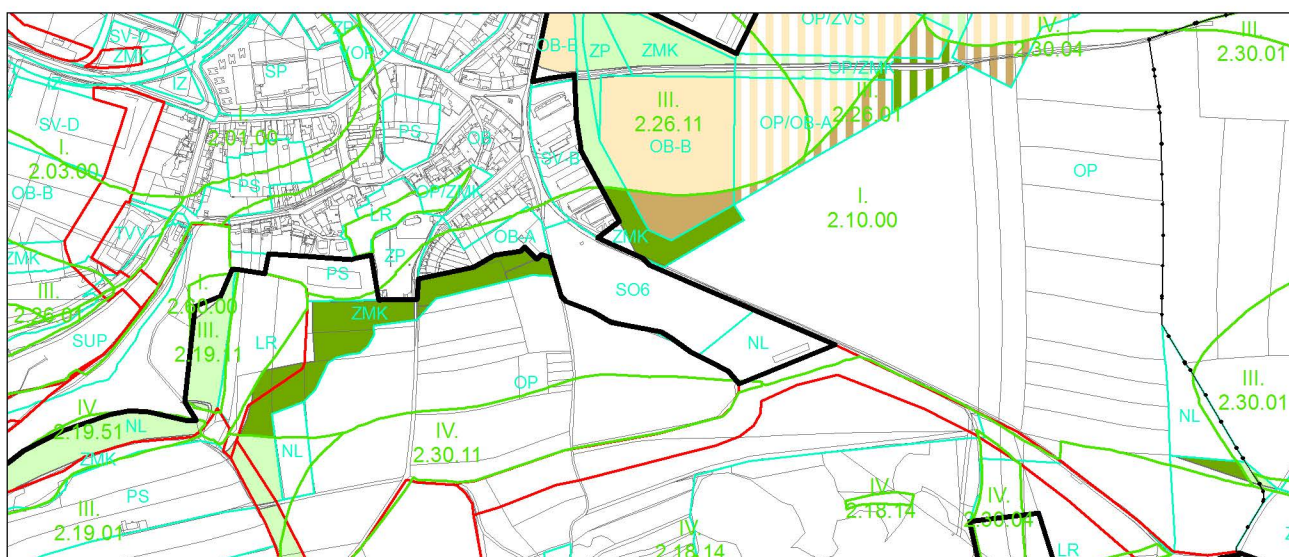 SV-D
ZMK
IZ
IZ
SP
ZP
OP
I.
2.01.00
SV-D
I.
2.03.00
OB-B
PS
PS
OB
OB-B
ZP
ZMK
OP/ZVS
IV.
2.30.04
III.
2.30.01
OP/ZMK
III.
2.26.11
OB-B
OP/OB-A
2.26.01
SV-B
OP
OP/ZMK
LR
ZP
OB-A
ZMK
I.
2.10.00
TVV
ZMK
III.
2.26.01
SUP
I.
2.60.00
III.
2.19.11
PS
LR
ZMK
SO6
NL
OP
IV.
2.30.11
NL
III.
2.30.01
NL
IV.
2.19.51
NL
ZMK
PS
III.
2.19.01
IV.
2.18.14
IV.
2.18.14
IV.
2.30.04
LR
Z